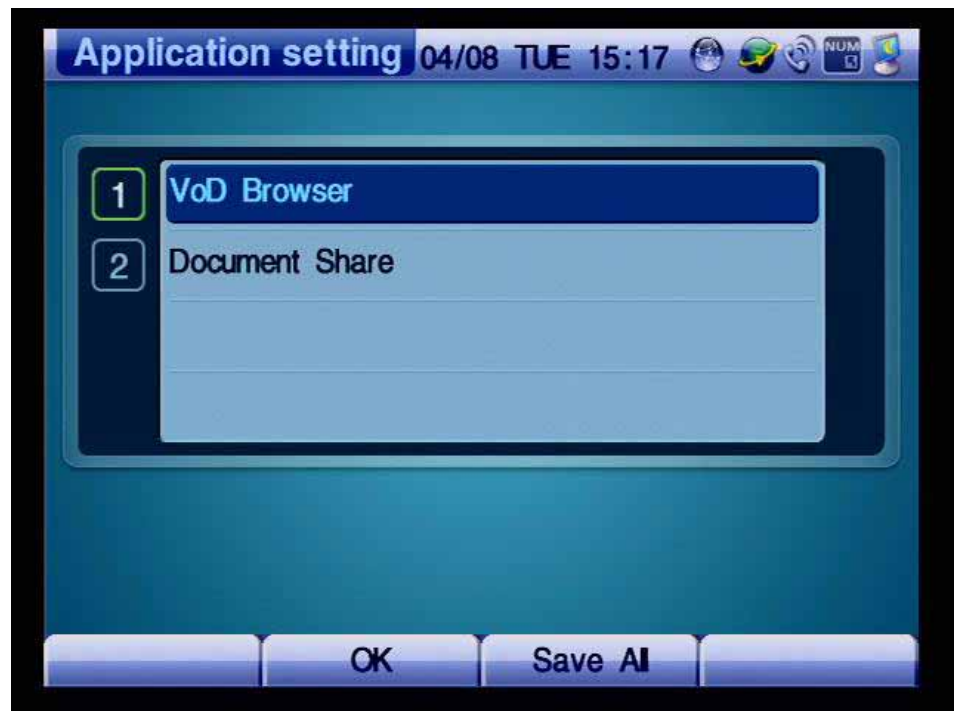 Application setting 04/08 TUE 15:17 NUM
1 VoD Browser
2 Document Share
OK Save All